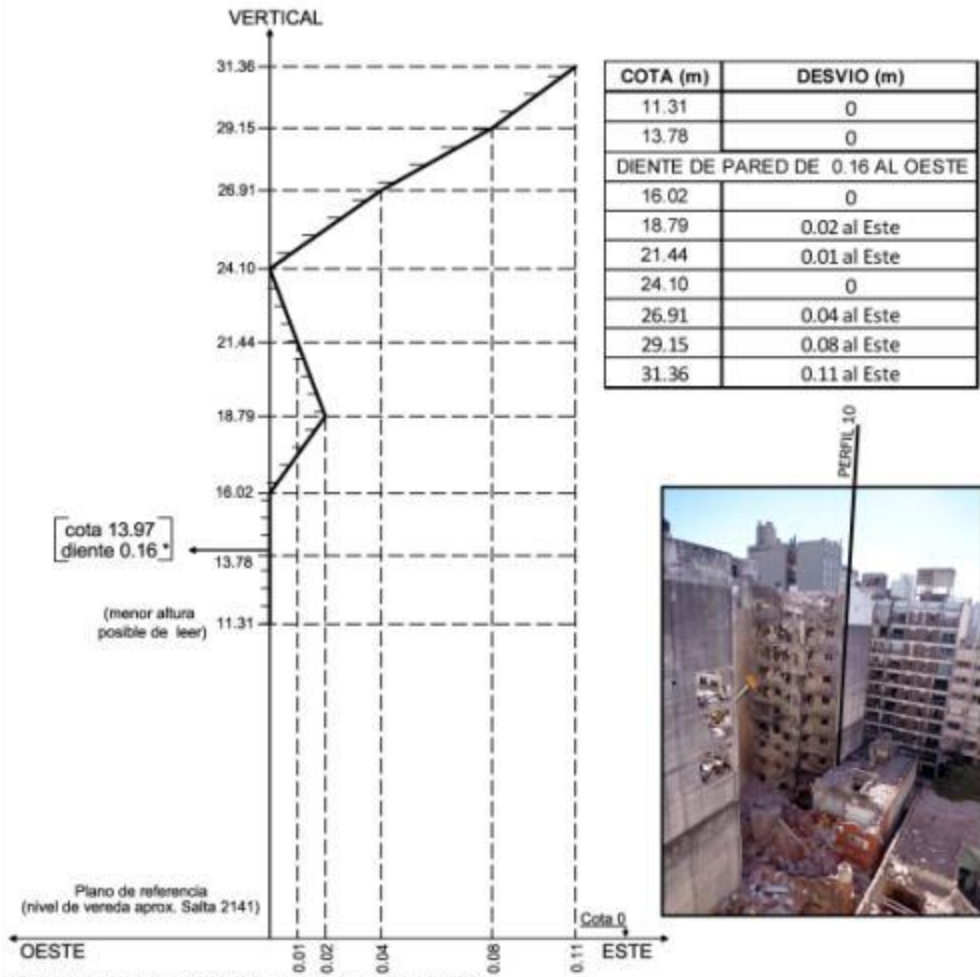 VERTICAL
31.36
29.15
26.91
24.10
21.44
18.79
16.02
13.78
11.31
cota 13.97
diente 0.16 *
(menor altura
posible de leer)
Plano de referencia
(nivel de vereda aprox. Salta 2141)
OESTE
0.01
0.02
0.04
0.08
0.11
Cota 0
ESTE
COTA (m) DESVIO (m)
11.31 0
13.78 0
DIENTE DE PARED DE 0.16 AL OESTE
16.02 0
18.79 0.02 al Este
21.44 0.01 al Este
24.10 0
26.91 0.04 al Este
29.15 0.08 al Este
31.36 0.11 al Este
PERFIL 10